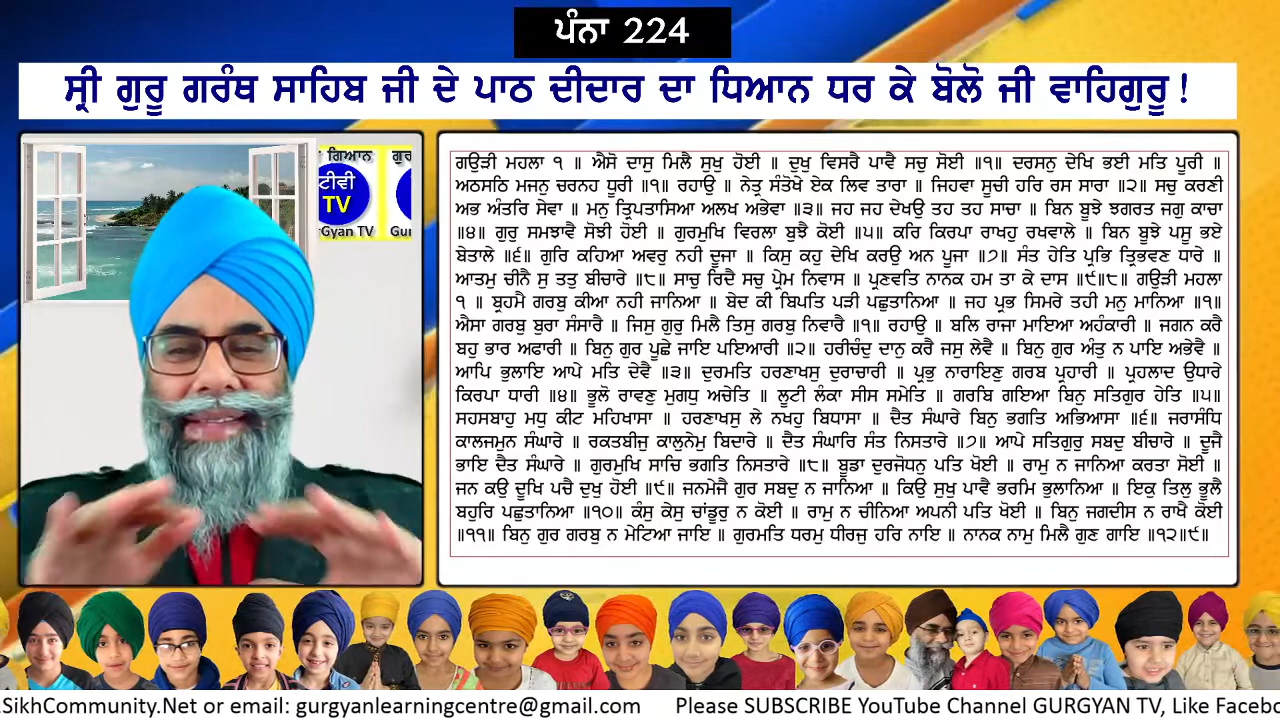 ਪੰਨਾ 224
ਸ੍ਰੀ ਗੁਰੂ ਗਰੰਥ ਸਾਹਿਬ ਜੀ ਦੇ ਪਾਠ ਦੀਦਾਰ ਦਾ ਧਿਆਨ ਧਰ ਕੇ ਬੋਲੋ ਜੀ ਵਾਹਿਗੁਰੂ!
ਗਿਆਨ
ਟੀਵੀ
TV
rGyan TV
ਗਉੜੀ ਮਹਲਾ ੧ ॥ ਐਸੋ ਦਾਸੁ ਮਿਲੈ ਸੁਖੁ ਹੋਈ ॥ ਦੁਖੁ ਵਿਸਰੈ ਪਾਵੈ ਸਚੁ ਸੋਈ ॥੧॥ ਦਰਸਨੁ ਦੇਖਿ ਭਈ ਮਤਿ ਪੂਰੀ ॥
ਅਠਸਠਿ ਮਜਨੁ ਚਰਨਹ ਧੂਰੀ ॥੧॥ ਰਹਾਉ ॥ ਨੇਤ੍ਰ ਸੰਤੋਖੇ ਏਕ ਲਿਵ ਤਾਰਾ ॥ ਜਿਹਵਾ ਸੂਚੀ ਹਰਿ ਰਸ ਸਾਰਾ ॥੨॥ ਸਚੁ ਕਰਣੀ
ਅਭ ਅੰਤਰਿ ਸੇਵਾ ॥ ਮਨੁ ਤ੍ਰਿਪਤਾਸਿਆ ਅਲਖ ਅਭੇਵਾ ॥੩॥ ਜਹ ਜਹ ਦੇਖਉ ਤਹ ਤਹ ਸਾਚਾ ॥ ਬਿਨ ਬੂਝੇ ਝਗਰਤ ਜਗੁ ਕਾਚਾ
॥੪॥ ਗੁਰੁ ਸਮਝਾਵੈ ਸੋਝੀ ਹੋਈ ॥ ਗੁਰਮੁਖਿ ਵਿਰਲਾ ਬੂਝੈ ਕੋਈ ॥੫॥ ਕਰਿ ਕਿਰਪਾ ਰਾਖਹੁ ਰਖਵਾਲੇ ॥ ਬਿਨ ਬੂਝੇ ਪਸੂ ਭਏ
ਬੇਤਾਲੇ ॥੬॥ ਗੁਰਿ ਕਹਿਆ ਅਵਰੁ ਨਹੀ ਦੂਜਾ ॥ ਕਿਸੁ ਕਹੁ ਦੇਖਿ ਕਰਉ ਅਨ ਪੂਜਾ ॥੭॥ ਸੰਤ ਹੇਤਿ ਪ੍ਰਭਿ ਤ੍ਰਿਭਵਣ ਧਾਰੇ ॥
ਆਤਮੁ ਚੀਨੈ ਸੁ ਤਤੁ ਬੀਚਾਰੇ ॥੮॥ ਸਾਚੁ ਰਿਦੈ ਸਚੁ ਪ੍ਰੇਮ ਨਿਵਾਸ ॥ ਪ੍ਰਣਵਤਿ ਨਾਨਕ ਹਮ ਤਾ ਕੇ ਦਾਸ ॥੯॥੮॥ ਗਉੜੀ ਮਹਲਾ
੧ ॥ ਬ੍ਰਹਮੈ ਗਰਬੁ ਕੀਆ ਨਹੀ ਜਾਨਿਆ ॥ ਬੇਦ ਕੀ ਬਿਪਤਿ ਪੜੀ ਪਛੁਤਾਨਿਆ ॥ ਜਹ ਪ੍ਰਭ ਸਿਮਰੇ ਤਹੀ ਮਨੁ ਮਾਨਿਆ ॥੧॥
ਐਸਾ ਗਰਬੁ ਬੁਰਾ ਸੰਸਾਰੈ ॥ ਜਿਸੁ ਗੁਰੁ ਮਿਲੈ ਤਿਸੁ ਗਰਬੁ ਨਿਵਾਰੈ ॥੧॥ ਰਹਾਉ ॥ ਬਲਿ ਰਾਜਾ ਮਾਇਆ ਅਹੰਕਾਰੀ ॥ ਜਗਨ ਕਰੈ
ਬਹੁ ਭਾਰ ਅਫਾਰੀ ॥ ਬਿਨੁ ਗੁਰ ਪੂਛੇ ਜਾਇ ਪਇਆਰੀ ॥੨॥ ਹਰੀਚੰਦੁ ਦਾਨੁ ਕਰੈ ਜਸੁ ਲੇਵੈ ॥ ਬਿਨੁ ਗੁਰ ਅੰਤੁ ਨ ਪਾਇ ਅਭੇਵੈ ॥
ਆਪਿ ਭੁਲਾਇ ਆਪੇ ਮਤਿ ਦੇਵੈ ॥੩॥ ਦੁਰਮਤਿ ਹਰਣਾਖਸੁ ਦੁਰਾਚਾਰੀ ॥ ਪ੍ਰਭੁ ਨਾਰਾਇਣੁ ਗਰਬ ਪ੍ਰਹਾਰੀ ॥ ਪ੍ਰਹਲਾਦ ਉਧਾਰੇ
ਕਿਰਪਾ ਧਾਰੀ ॥੪॥ ਭੂਲੋ ਰਾਵਣੁ ਮੁਗਧੁ ਅਚੇਤਿ ॥ ਲੂਟੀ ਲੰਕਾ ਸੀਸ ਸਮੇਤਿ ॥ ਗਰਬਿ ਗਇਆ ਬਿਨੁ ਸਤਿਗੁਰ ਹੇਤਿ ॥੫॥
ਸਹਸਬਾਹੁ ਮਧੁ ਕੀਟ ਮਹਿਖਾਸਾ ॥ ਹਰਣਾਖਸੁ ਲੇ ਨਖਹੁ ਬਿਧਾਸਾ ॥ ਦੈਤ ਸੰਘਾਰੇ ਬਿਨੁ ਭਗਤਿ ਅਭਿਆਸਾ ॥੬॥ ਜਰਾਸੰਧਿ
ਕਾਲਜਮੁਨ ਸੰਘਾਰੇ ॥ ਰਕਤਬੀਜੁ ਕਾਲੁਨੇਮੁ ਬਿਦਾਰੇ ॥ ਦੈਤ ਸੰਘਾਰਿ ਸੰਤ ਨਿਸਤਾਰੇ ॥੭॥ ਆਪੇ ਸਤਿਗੁਰੁ ਸਬਦੁ ਬੀਚਾਰੇ ॥ ਦੂਜੈ
ਭਾਇ ਦੈਤ ਸੰਘਾਰੇ ॥ ਗੁਰਮੁਖਿ ਸਾਚਿ ਭਗਤਿ ਨਿਸਤਾਰੇ ॥੮॥ ਬੂਡਾ ਦੁਰਜੋਧਨੁ ਪਤਿ ਖੋਈ ॥ ਰਾਮੁ ਨ ਜਾਨਿਆ ਕਰਤਾ ਸੋਈ ॥
ਜਨ ਕਉ ਦੂਖਿ ਪਚੈ ਦੁਖੁ ਹੋਈ ॥੯॥ ਜਨਮੇਜੈ ਗੁਰ ਸਬਦੁ ਨ ਜਾਨਿਆ ॥ ਕਿਉ ਸੁਖੁ ਪਾਵੈ ਭਰਮਿ ਭੁਲਾਨਿਆ ॥ ਇਕੁ ਤਿਲੁ ਭੂਲੈ
ਬਹੁਰਿ ਪਛੁਤਾਨਿਆ ॥੧੦॥ ਕੰਸੁ ਕੇਸੁ ਚਾਂਡੂਰੁ ਨ ਕੋਈ ॥ ਰਾਮੁ ਨ ਚੀਨਿਆ ਅਪਨੀ ਪਤਿ ਖੋਈ ॥ ਬਿਨੁ ਜਗਦੀਸ ਨ ਰਾਖੈ ਕੋਈ
॥੧੧॥ ਬਿਨੁ ਗੁਰ ਗਰਬੁ ਨ ਮੇਟਿਆ ਜਾਇ ॥ ਗੁਰਮਤਿ ਧਰਮੁ ਧੀਰਜੁ ਹਰਿ ਨਾਇ ॥ ਨਾਨਕ ਨਾਮੁ ਮਿਲੈ ਗੁਣ ਗਾਇ ॥੧੨॥੯॥
.SikhCommunity.Net or email: gurgyanlearningcentre@gmail.com Please SUBSCRIBE YouTube Channel GURGYAN TV, Like Facebo